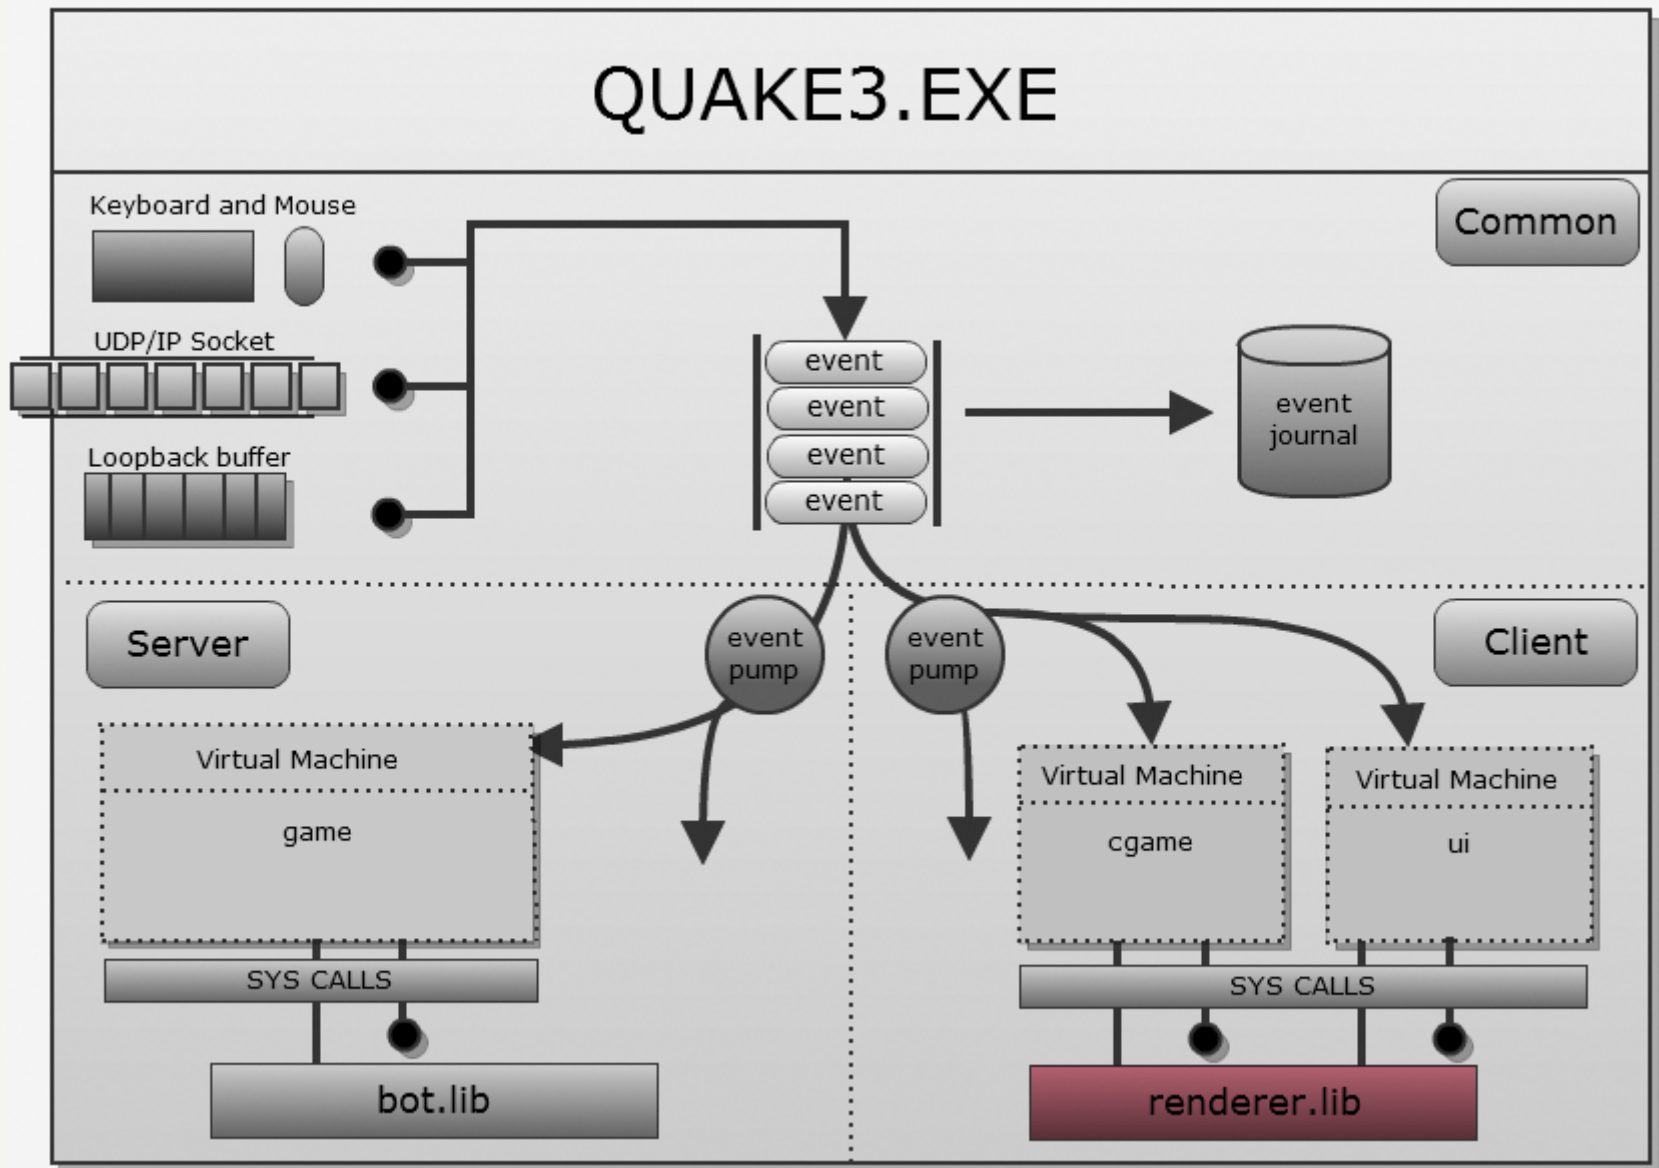 QUAKE3.EXE
Keyboard and Mouse
Common
UDP/IP Socket
Loopback buffer
event
event
event
event
event
journal
Server
event
pump
event
pump
Client
Virtual Machine
game
Virtual Machine
cgame
Virtual Machine
ui
SYS CALLS
SYS CALLS
bot.lib
renderer.lib